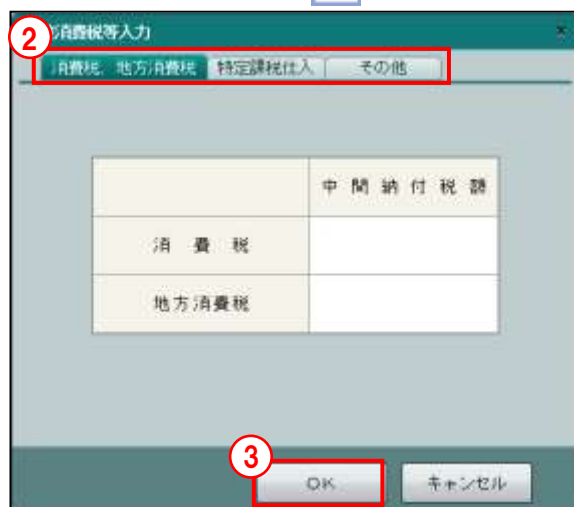 ②
消費税等入力
消費税、地方消費税 特定課税仕入 その他
中間納付税額
消費税
地方消費税
③
OK キャンセル